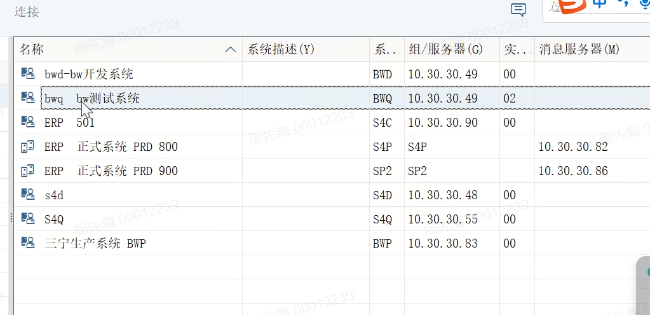 连接
名称 系统描述(Y) 系.. 组/服务器(G) 实.. 消息服务器(M)
bwd-bw开发系统 BWD 10.30.30.49 00
bwq bw测试系统 BWQ 10.30.30.49 02
ERP 501 S4C 10.30.30.90 00
ERP 正式系统 PRD 800 S4P S4P 10.30.30.82
ERP 正式系统 PRD 900 SP2 SP2 10.30.30.86
s4d S4D 10.30.30.48 00
S4Q S4Q 10.30.30.55 00
三宁生产系统 BWP BWP 10.30.30.83 00